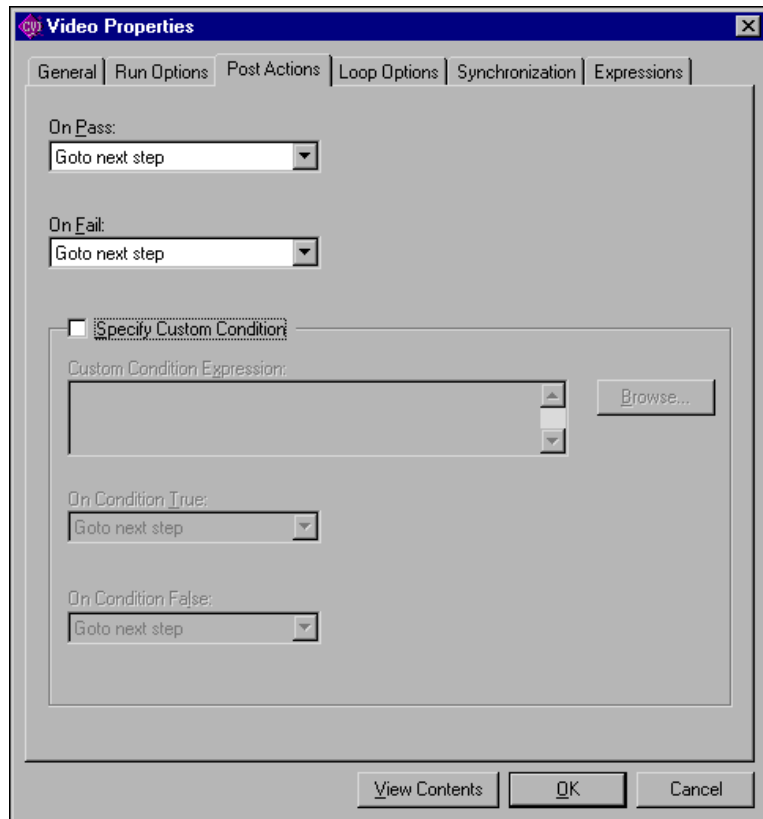 CVI Video Properties
General Run Options Post Actions Loop Options Synchronization Expressions
On Pass:
Goto next step
On Fail:
Goto next step
Specify Custom Condition
Custom Condition Expression:
Browse...
On Condition True:
Goto next step
On Condition False:
Goto next step
View Contents OK Cancel